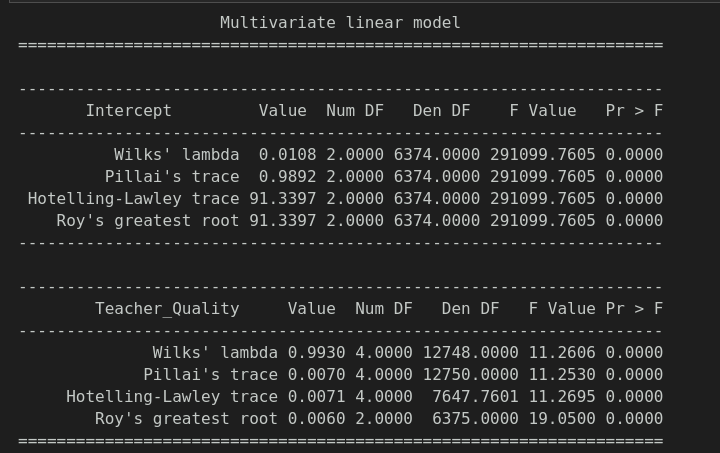 Multivariate linear model
===================================================================
-------------------------------------------------------------------
Intercept Value Num DF Den DF F Value Pr > F
-------------------------------------------------------------------
Wilks' lambda 0.0108 2.0000 6374.0000 291099.7605 0.0000
Pillai's trace 0.9892 2.0000 6374.0000 291099.7605 0.0000
Hotelling-Lawley trace 91.3397 2.0000 6374.0000 291099.7605 0.0000
Roy's greatest root 91.3397 2.0000 6374.0000 291099.7605 0.0000
-------------------------------------------------------------------
-------------------------------------------------------------------
Teacher_Quality Value Num DF Den DF F Value Pr > F
-------------------------------------------------------------------
Wilks' lambda 0.9930 4.0000 12748.0000 11.2606 0.0000
Pillai's trace 0.0070 4.0000 12750.0000 11.2530 0.0000
Hotelling-Lawley trace 0.0071 4.0000 7647.7601 11.2695 0.0000
Roy's greatest root 0.0060 2.0000 6375.0000 19.0500 0.0000
===================================================================